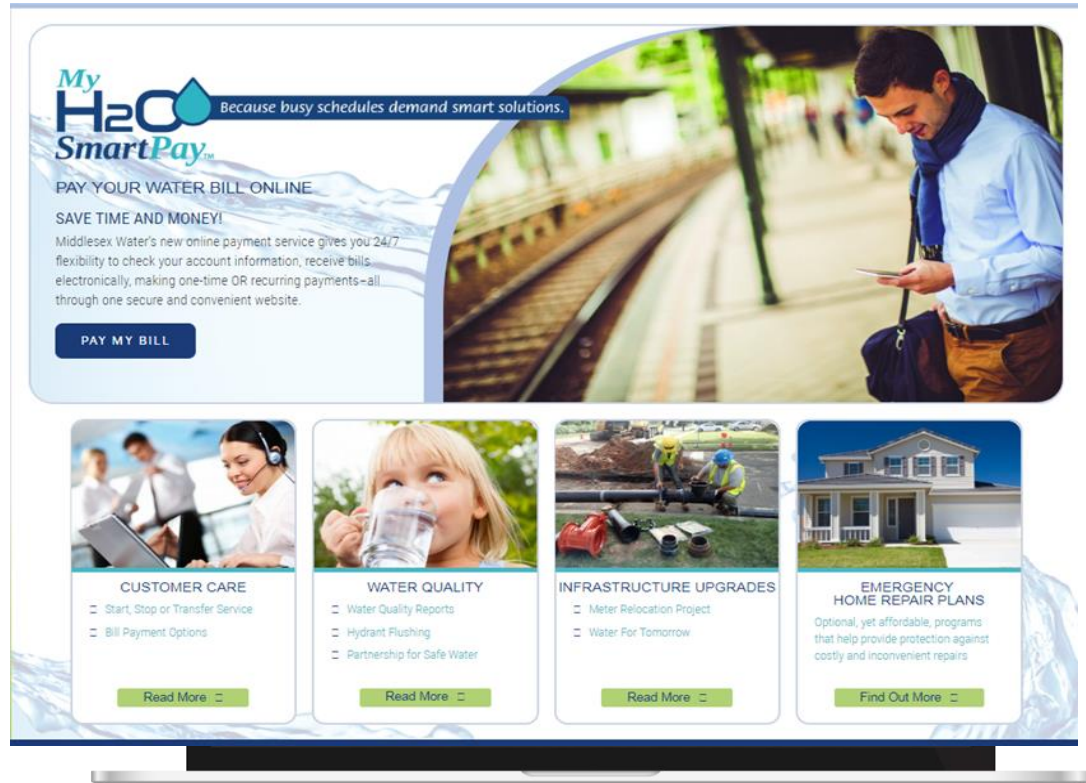 My
H2O
SmartPay™
Because busy schedules demand smart solutions.
PAY YOUR WATER BILL ONLINE
SAVE TIME AND MONEY!
Middlesex Water's new online payment service gives you 24/7
flexibility to check your account information, receive bills
electronically, making one-time OR recurring payments–all
through one secure and convenient website.
PAY MY BILL
CUSTOMER CARE
Start, Stop or Transfer Service
Bill Payment Options
Read More
WATER QUALITY
Water Quality Reports
Hydrant Flushing
Partnership for Safe Water
Read More
INFRASTRUCTURE UPGRADES
Meter Relocation Project
Water For Tomorrow
Read More
EMERGENCY
HOME REPAIR PLANS
Optional, yet affordable, programs
that help provide protection against
costly and inconvenient repairs
Find Out More